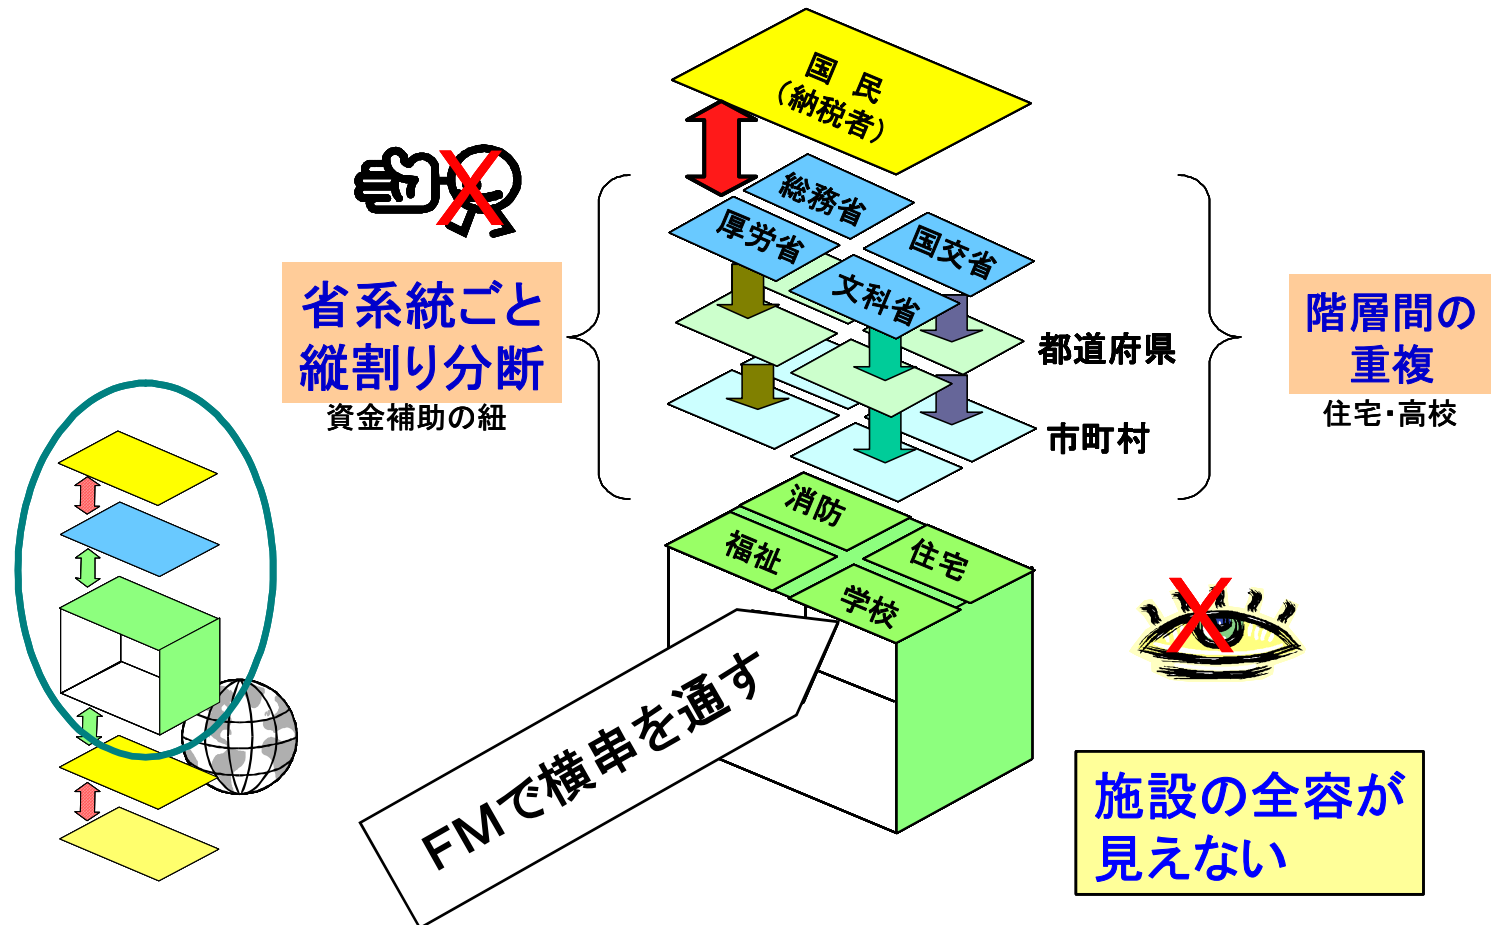 国 民
（納税者）
総務省
厚労省
国交省
文科省
省系統ごと
縦割り分断
資金補助の紐
階層間の
重複
住宅・高校
都道府県
市町村
消防
福祉
住宅
学校
FMで横串を通す
施設の全容が
見えない